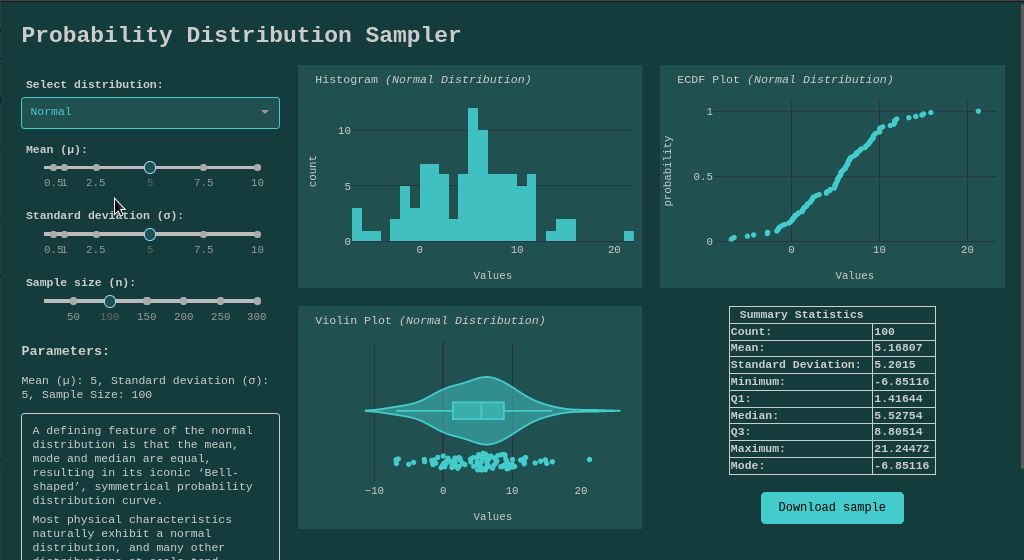 Probability Distribution Sampler
Select distribution:
Normal
Mean (μ):
0.5 1 2.5 5 7.5 10
Standard deviation (σ):
0.5 1 2.5 5 7.5 10
Sample size (n):
50 100 150 200 250 300
Parameters:
Mean (μ): 5, Standard deviation (σ):
5, Sample Size: 100
A defining feature of the normal
distribution is that the mean,
mode and median are equal,
resulting in its iconic ‘Bell-
shaped’, symmetrical probability
distribution curve.
Most physical characteristics
naturally exhibit a normal
distribution, and many other
distributions at scale tend
Histogram (Normal Distribution)
count
10
5
0
0 10 20
Values
ECDF Plot (Normal Distribution)
probability
1
0.5
0
0 10 20
Values
Violin Plot (Normal Distribution)
−10 0 10 20
Values
Summary Statistics
Count: 100
Mean: 5.16807
Standard Deviation: 5.2015
Minimum: -6.85116
Q1: 1.41644
Median: 5.52754
Q3: 8.80514
Maximum: 21.24472
Mode: -6.85116
Download sample